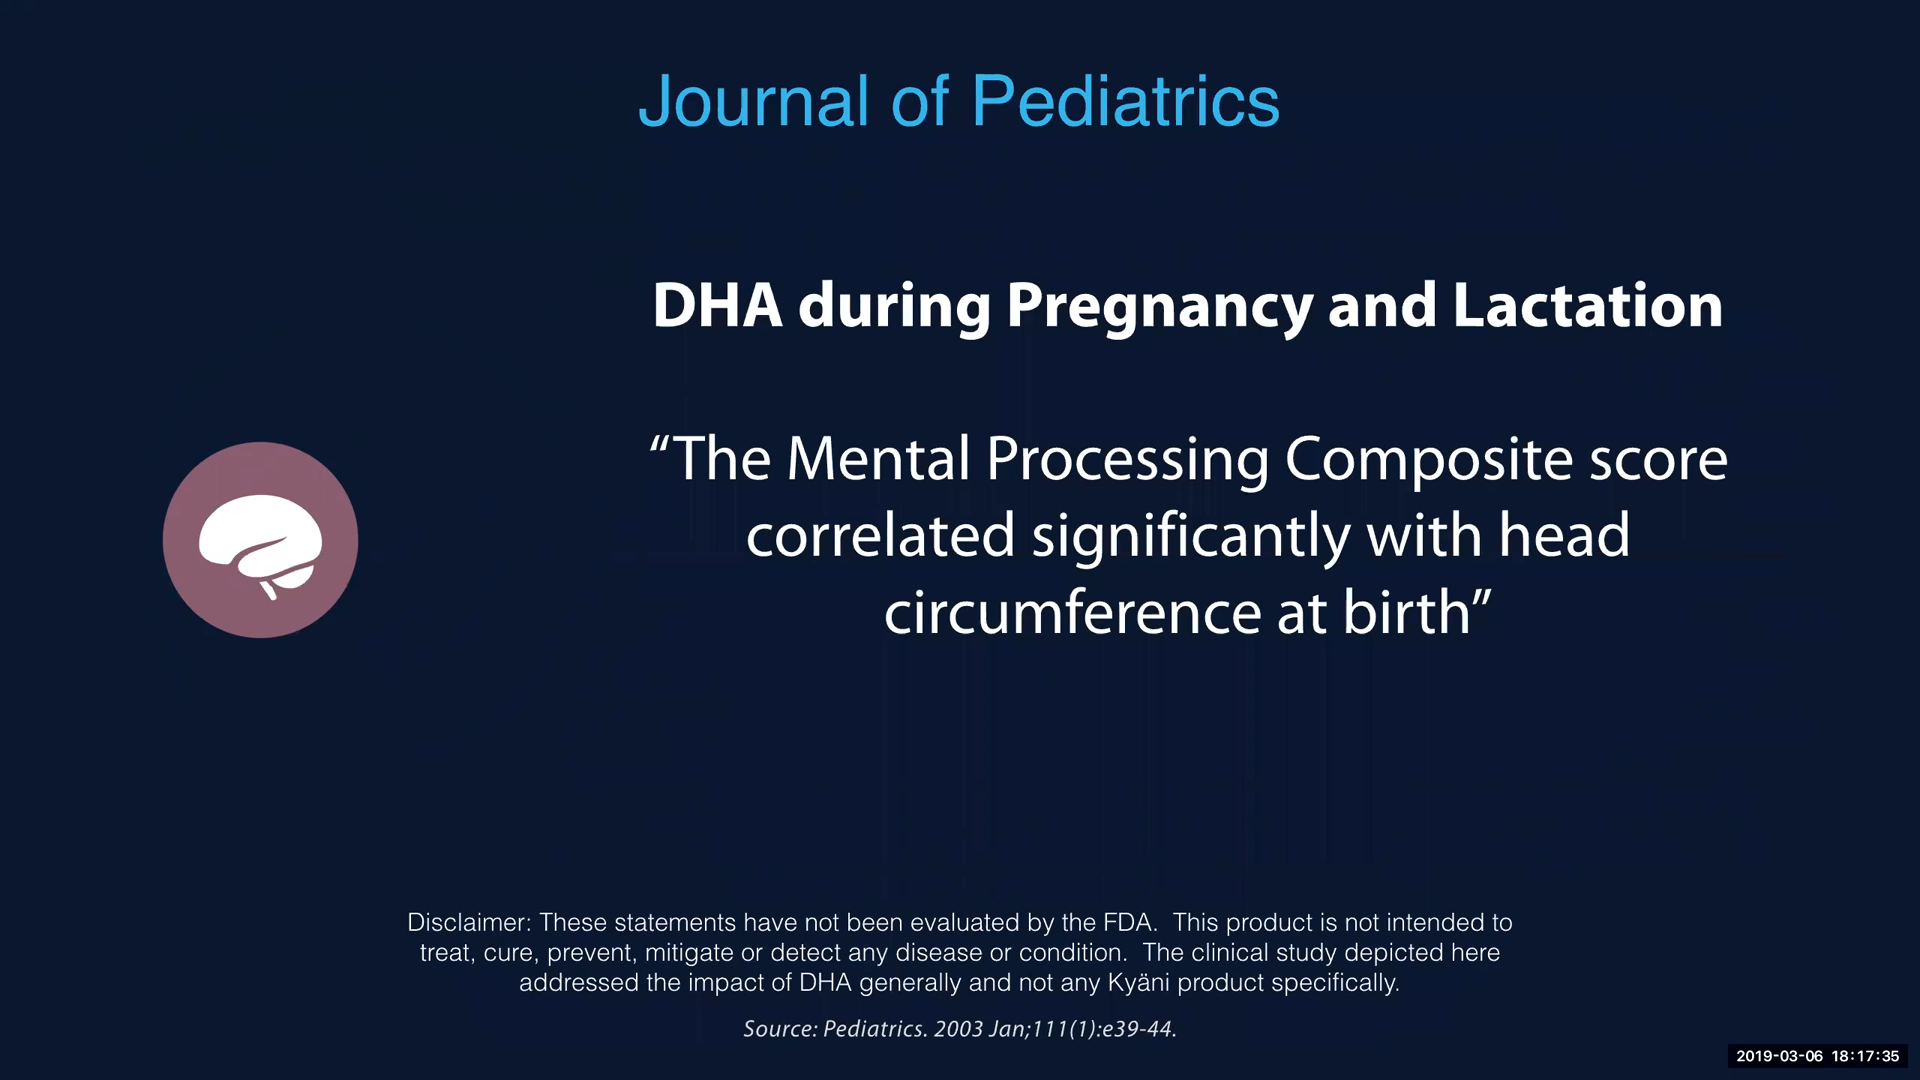 Journal of Pediatrics
DHA during Pregnancy and Lactation
“The Mental Processing Composite score
correlated significantly with head
circumference at birth”
Disclaimer: These statements have not been evaluated by the FDA.  This product is not intended to
treat, cure, prevent, mitigate or detect any disease or condition.  The clinical study depicted here
addressed the impact of DHA generally and not any Kyäni product specifically.
Source: Pediatrics. 2003 Jan;111(1):e39-44.
2019-03-06 18:17:35